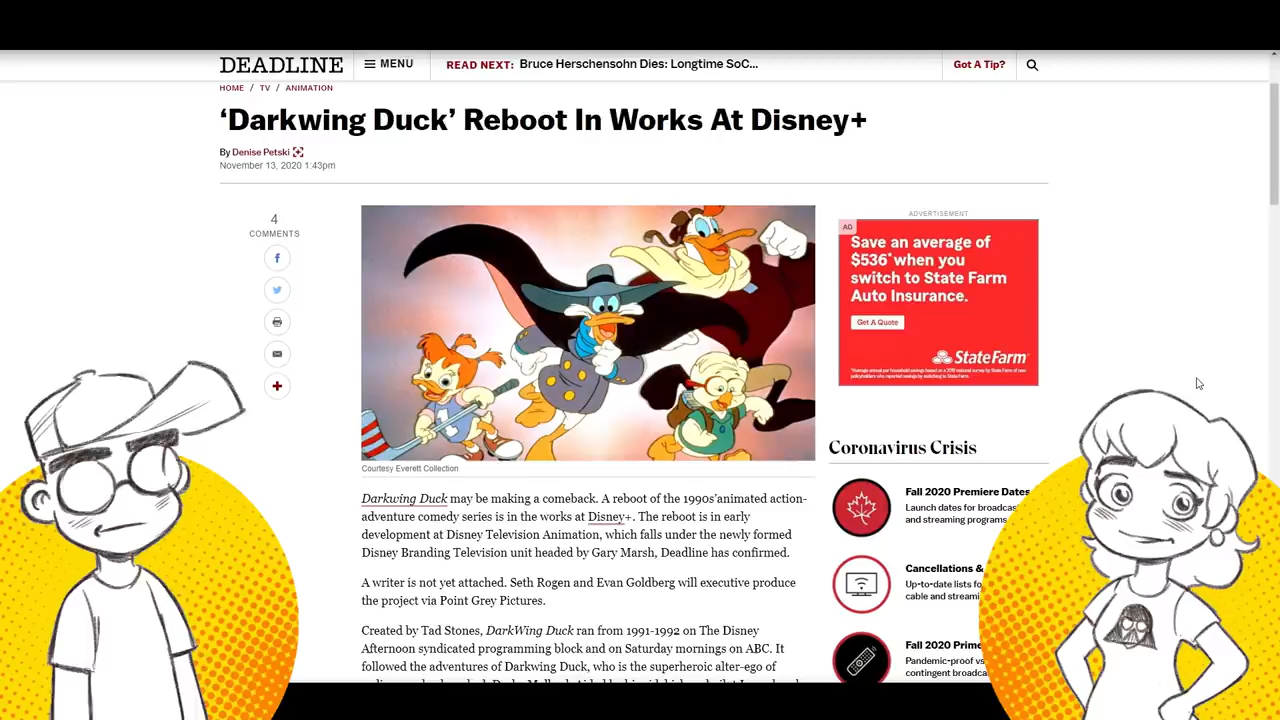 DEADLINE
MENU
READ NEXT: Bruce Herschensohn Dies: Longtime SoC...
Got A Tip?
HOME / TV / ANIMATION
‘Darkwing Duck’ Reboot In Works At Disney+
By Denise Petski
November 13, 2020 1:43pm
4
COMMENTS
ADVERTISEMENT
AD
Save an average of
$536* when you
switch to State Farm
Auto Insurance.
Get A Quote
StateFarm
Courtesy Everett Collection
Darkwing Duck may be making a comeback. A reboot of the 1990s’animated action-
adventure comedy series is in the works at Disney+. The reboot is in early
development at Disney Television Animation, which falls under the newly formed
Disney Branding Television unit headed by Gary Marsh, Deadline has confirmed.
A writer is not yet attached. Seth Rogen and Evan Goldberg will executive produce
the project via Point Grey Pictures.
Created by Tad Stones, DarkWing Duck ran from 1991-1992 on The Disney
Afternoon syndicated programming block and on Saturday mornings on ABC. It
followed the adventures of Darkwing Duck, who is the superheroic alter-ego of
Coronavirus Crisis
Fall 2020 Premiere Dates
Launch dates for broadcas
and streaming programs
Cancellations &
Up-to-date lists fo
cable and streami
Fall 2020 Prime
Pandemic-proof vs
contingent broadca